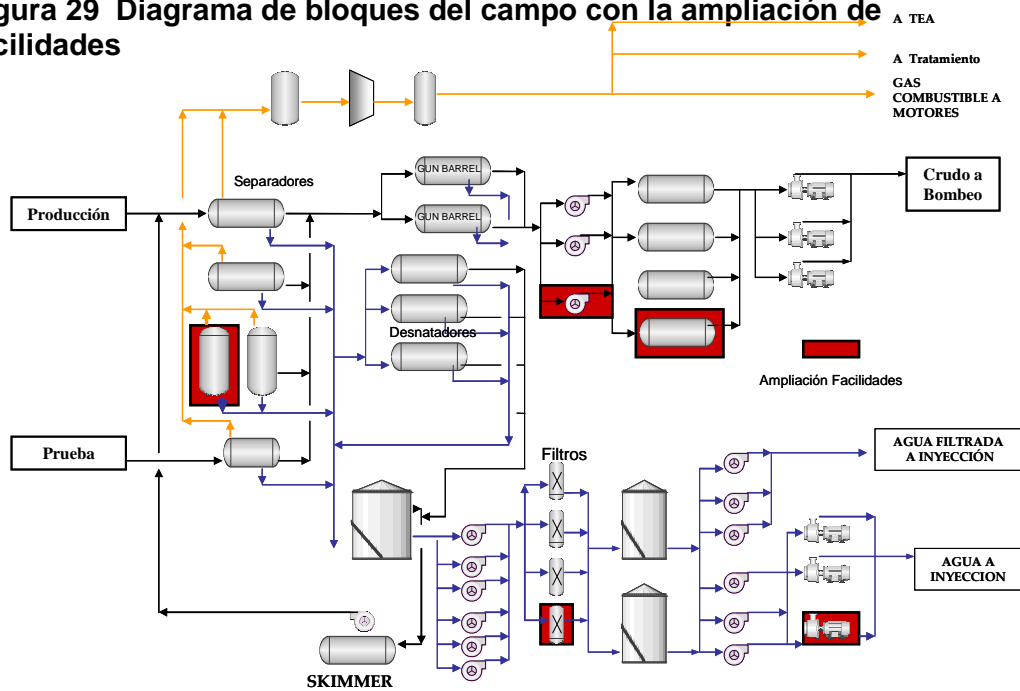 gura 29 Diagrama de bloques del campo con la ampliación de
cilidades
A TEA
A Tratamiento
GAS
COMBUSTIBLE A
MOTORES
Separadores
GUN BARREL
GUN BARREL
Producción
Crudo a
Bombeo
Desnatadores
Ampliación Facilidades
Prueba
Filtros
AGUA FILTRADA
A INYECCIÓN
AGUA A
INYECCION
SKIMMER